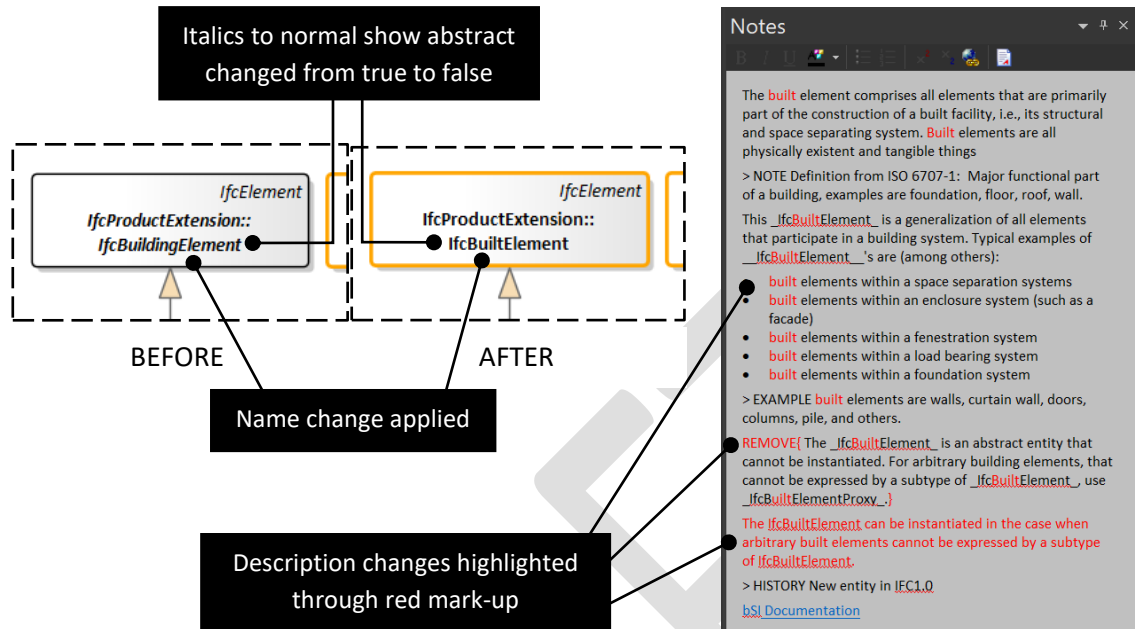 Italics to normal show abstract
changed from true to false
IfcElement
IfcProductExtension::
IfcBuildingElement
IfcElement
IfcProductExtension::
IfcBuiltElement
BEFORE
AFTER
Name change applied
Description changes highlighted
through red mark-up
Notes
B I U
The built element comprises all elements that are primarily
part of the construction of a built facility, i.e., its structural
and space separating system. Built elements are all
physically existent and tangible things
> NOTE Definition from ISO 6707-1:  Major functional part
of a building, examples are foundation, floor, roof, wall.
This _IfcBuiltElement_ is a generalization of all elements
that participate in a building system. Typical examples of
__IfcBuiltElement__'s are (among others):
• built elements within a space separation systems
• built elements within an enclosure system (such as a
facade)
• built elements within a fenestration system
• built elements within a load bearing system
• built elements within a foundation system
> EXAMPLE built elements are walls, curtain wall, doors,
columns, pile, and others.
REMOVE{ The _IfcBuiltElement_ is an abstract entity that
cannot be instantiated. For arbitrary building elements, that
cannot be expressed by a subtype of _IfcBuiltElement_, use
_IfcBuiltElementProxy_.}
The IfcBuiltElement can be instantiated in the case when
arbitrary built elements cannot be expressed by a subtype
of IfcBuiltElement.
> HISTORY New entity in IFC1.0
bSI Documentation